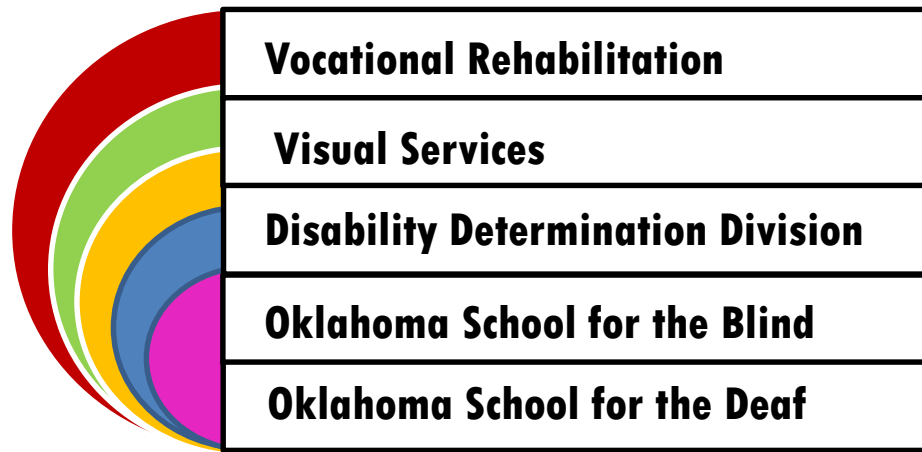 Vocational Rehabilitation
Visual Services
Disability Determination Division
Oklahoma School for the Blind
Oklahoma School for the Deaf